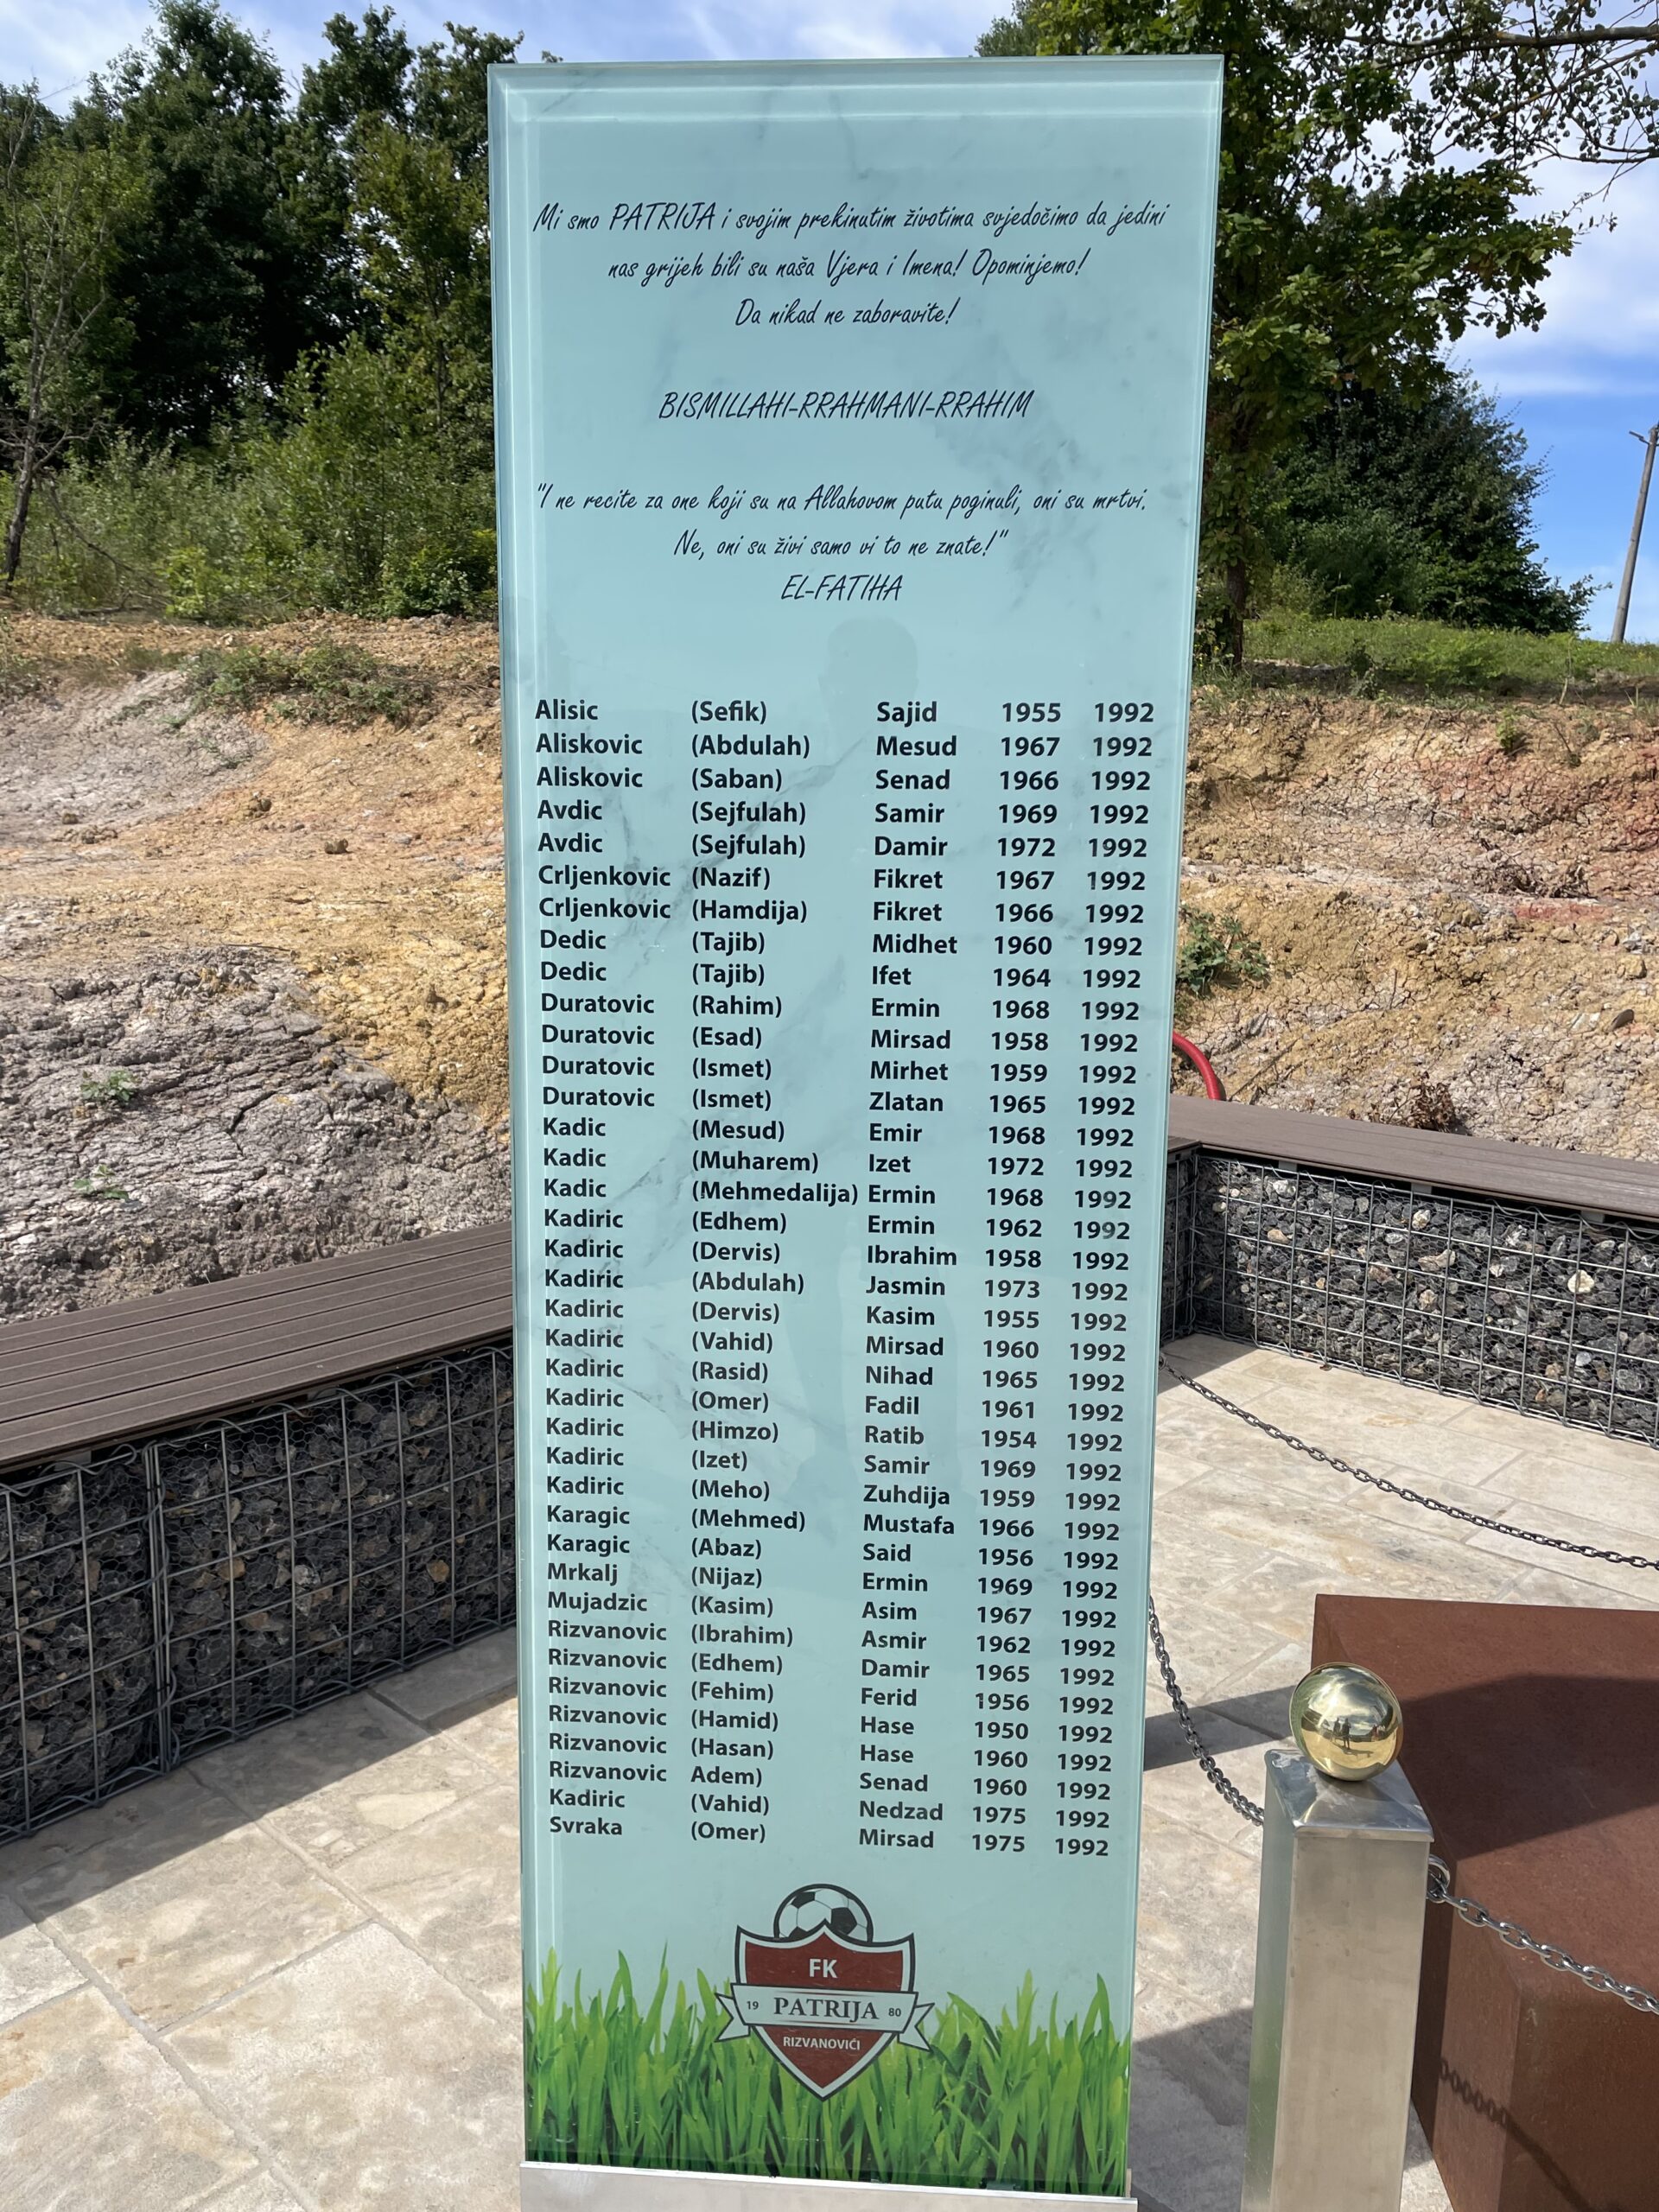 Mi smo PATRIJA i svojim prekinutim životima svjedočimo da jedini
nas grijeh bili su naša Vjera i Imena! Opominjemo!
Da nikad ne zaboravite!
BISMILLAHI-RRAHMANI-RRAHIM
"I ne recite za one koji su na Allahovom putu poginuli, oni su mrtvi.
Ne, oni su živi samo vi to ne znate!"
EL-FATIHA
Alisic (Sefik) Sajid 1955 1992
Aliskovic (Abdulah) Mesud 1967 1992
Aliskovic (Saban) Senad 1966 1992
Avdic (Sejfulah) Samir 1969 1992
Avdic (Sejfulah) Damir 1972 1992
Crljenkovic (Nazif) Fikret 1967 1992
Crljenkovic (Hamdija) Fikret 1966 1992
Dedic (Tajib) Midhet 1960 1992
Dedic (Tajib) Ifet 1964 1992
Duratovic (Rahim) Ermin 1968 1992
Duratovic (Esad) Mirsad 1958 1992
Duratovic (Ismet) Mirhet 1959 1992
Duratovic (Ismet) Zlatan 1965 1992
Kadic (Mesud) Emir 1968 1992
Kadic (Muharem) Izet 1972 1992
Kadic (Mehmedalija) Ermin 1968 1992
Kadiric (Edhem) Ermin 1962 1992
Kadiric (Dervis) Ibrahim 1958 1992
Kadiric (Abdulah) Jasmin 1973 1992
Kadiric (Dervis) Kasim 1955 1992
Kadiric (Vahid) Mirsad 1960 1992
Kadiric (Rasid) Nihad 1965 1992
Kadiric (Omer) Fadil 1961 1992
Kadiric (Himzo) Ratib 1954 1992
Kadiric (Izet) Samir 1969 1992
Kadiric (Meho) Zuhdija 1959 1992
Karagic (Mehmed) Mustafa 1966 1992
Karagic (Abaz) Said 1956 1992
Mrkalj (Nijaz) Ermin 1969 1992
Mujadzic (Kasim) Asim 1967 1992
Rizvanovic (Ibrahim) Asmir 1962 1992
Rizvanovic (Edhem) Damir 1965 1992
Rizvanovic (Fehim) Ferid 1956 1992
Rizvanovic (Hamid) Hase 1950 1992
Rizvanovic (Hasan) Hase 1960 1992
Rizvanovic Adem) Senad 1960 1992
Kadiric (Vahid) Nedzad 1975 1992
Svraka (Omer) Mirsad 1975 1992
FK
19 PATRIJA 80
RIZVANOVIĆI